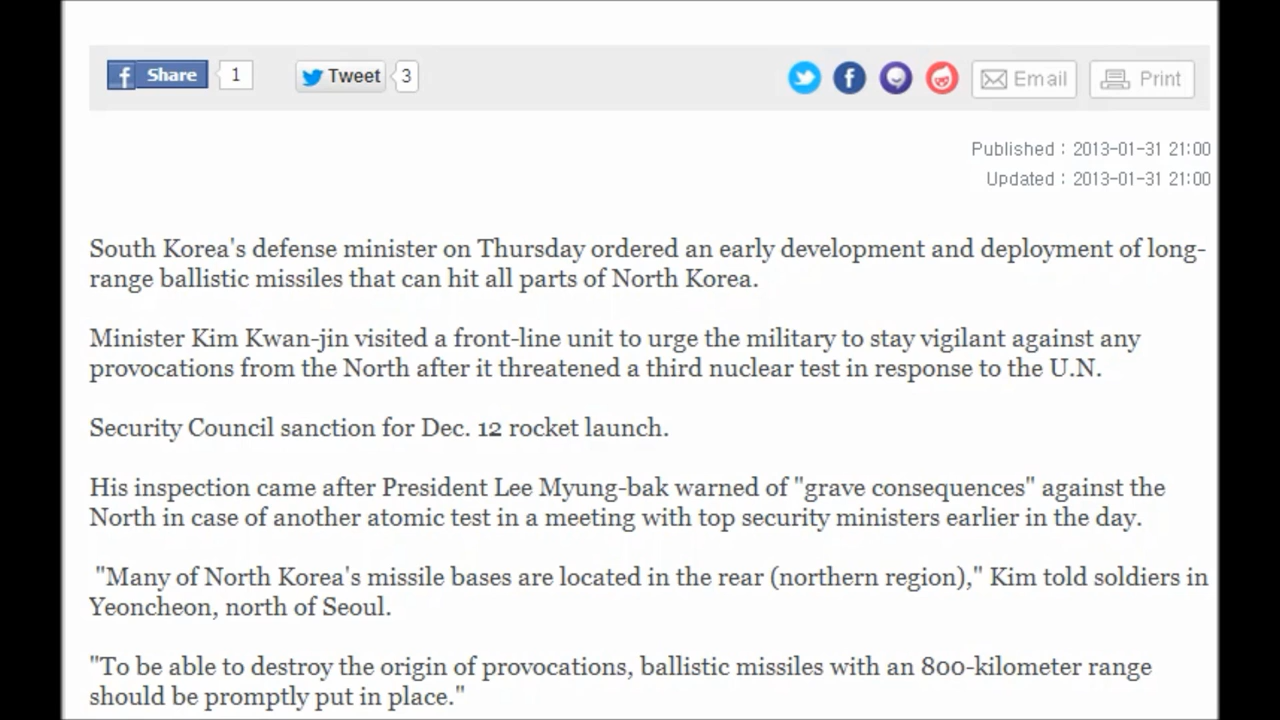 Share 1 Tweet 3 Email Print
Published : 2013-01-31 21:00
Updated : 2013-01-31 21:00
South Korea's defense minister on Thursday ordered an early development and deployment of long-
range ballistic missiles that can hit all parts of North Korea.
Minister Kim Kwan-jin visited a front-line unit to urge the military to stay vigilant against any
provocations from the North after it threatened a third nuclear test in response to the U.N.
Security Council sanction for Dec. 12 rocket launch.
His inspection came after President Lee Myung-bak warned of "grave consequences" against the
North in case of another atomic test in a meeting with top security ministers earlier in the day.
"Many of North Korea's missile bases are located in the rear (northern region)," Kim told soldiers in
Yeoncheon, north of Seoul.
"To be able to destroy the origin of provocations, ballistic missiles with an 800-kilometer range
should be promptly put in place."